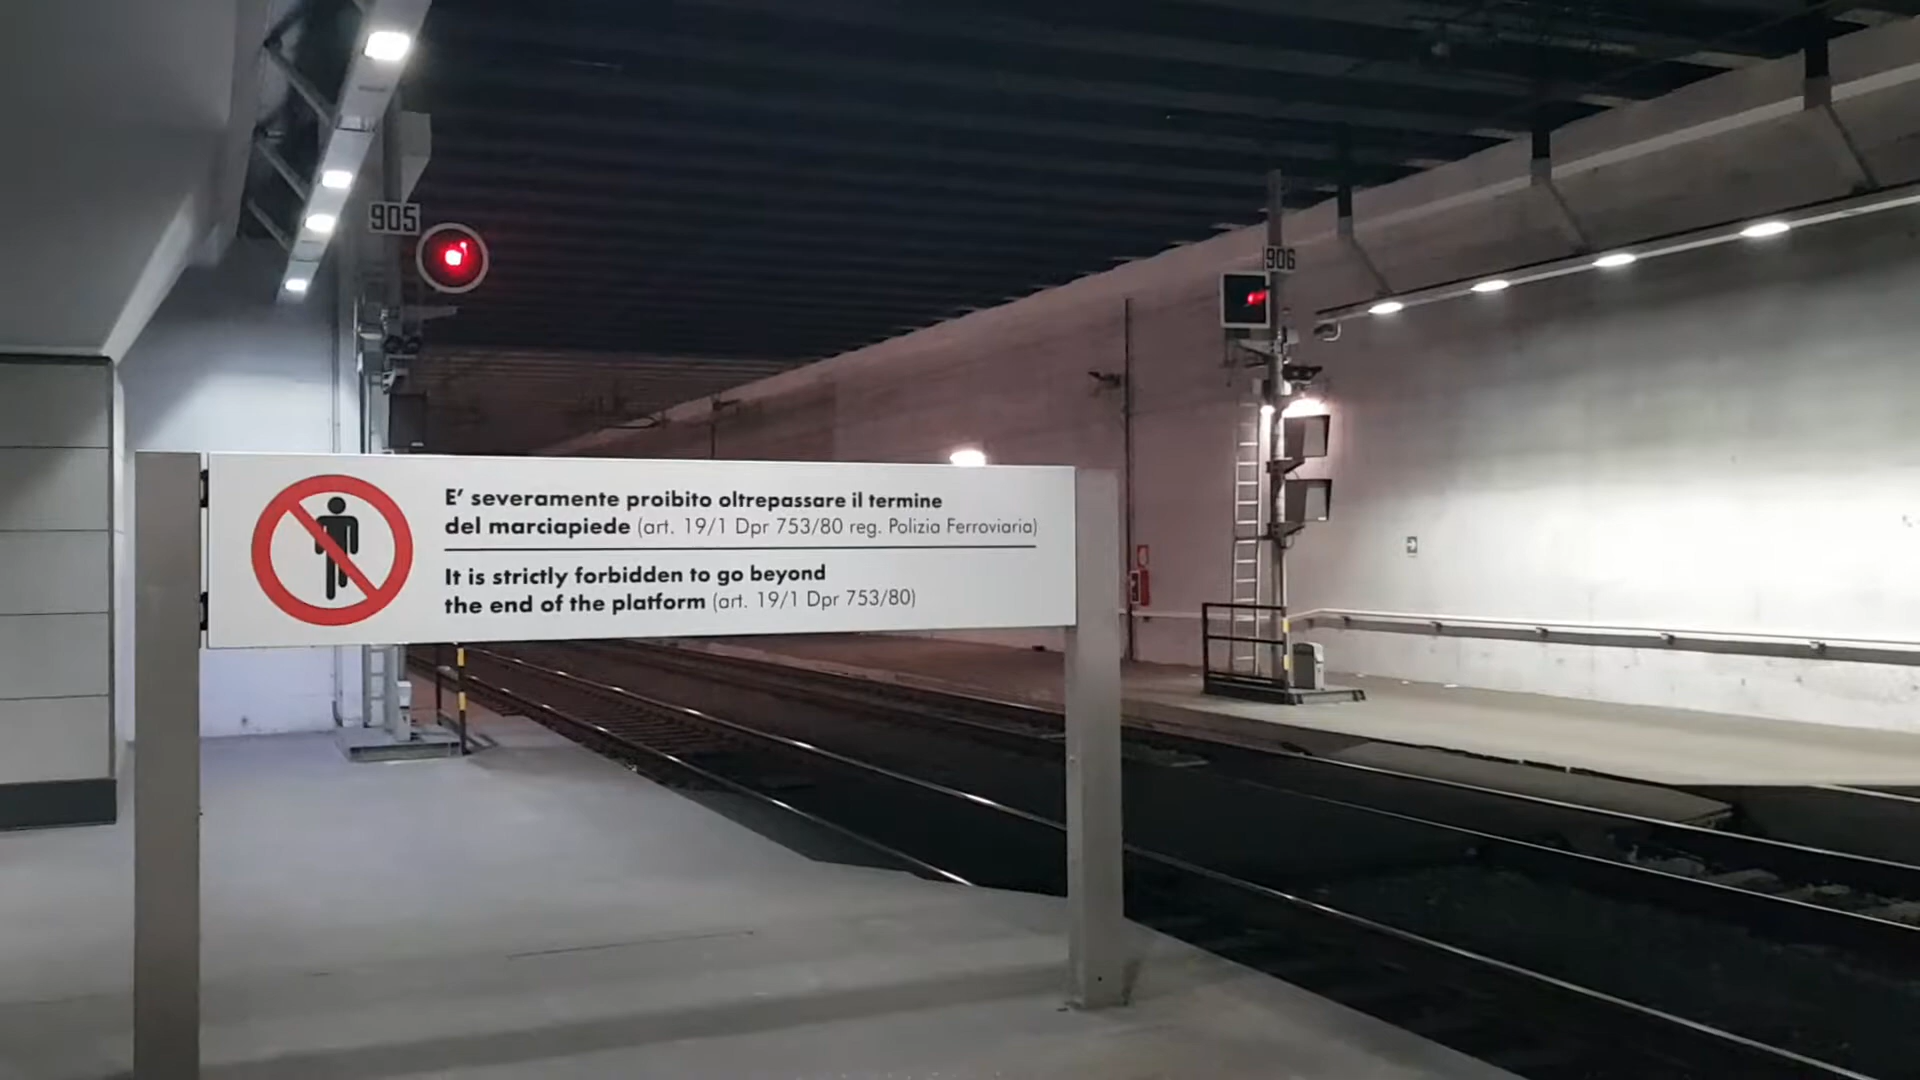 905
906
E' severamente proibito oltrepassare il termine
del marciapiede (art. 19/1 Dpr 753/80 reg. Polizia Ferroviaria)
It is strictly forbidden to go beyond
the end of the platform (art. 19/1 Dpr 753/80)